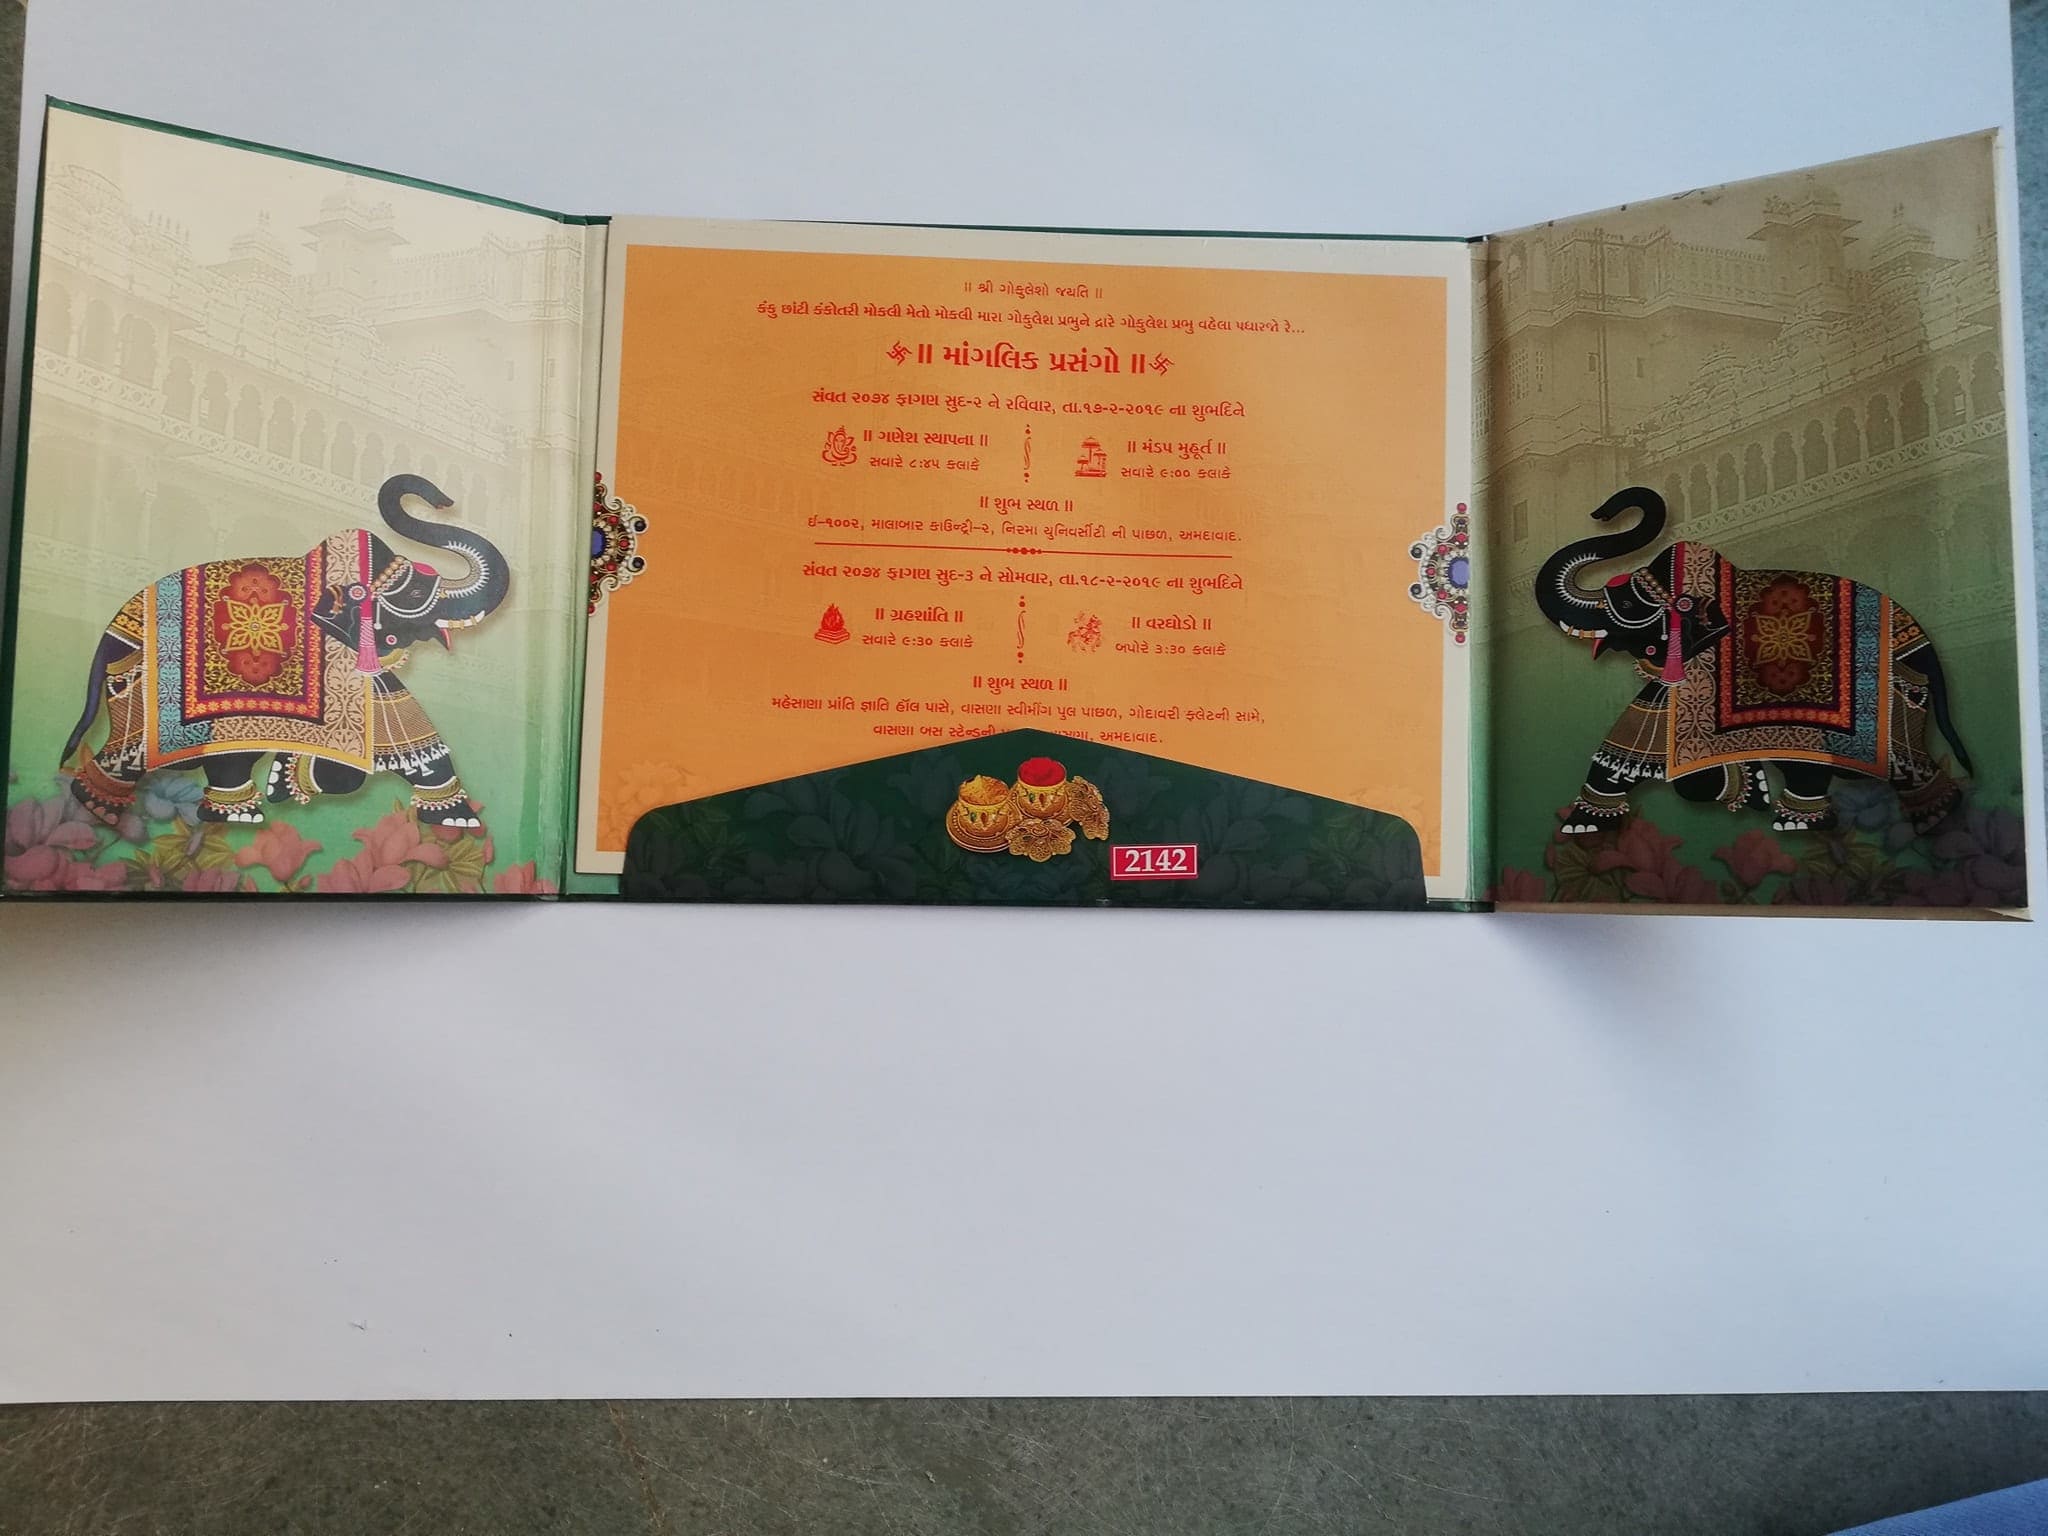 ॥ શ્રી ગોકુલેશો જયતિ ॥
કંકુ છાંટી કંકોતરી મોકલી મેતો મોકલી મારા ગોકુલેશ પ્રભુને દ્વારે ગોકુલેશ પ્રભુ વહેલા પધારજો રે...
卐 ॥ માંગલિક પ્રસંગો ॥ 卐
સંવત ૨૦૭૪ ફાગણ સુદ-૨ ને રવિવાર, તા.૧૭-૨-૨૦૧૯ ના શુભદિને
॥ ગણેશ સ્થાપના ॥
સવારે ૮:૪૫ કલાકે
॥ મંડપ મુહૂર્ત ॥
સવારે ૯:૦૦ કલાકે
॥ શુભ સ્થળ ॥
ઈ-૧૦૦૨, માલાબાર કાઉન્ટ્રી-૨, નિરમા યુનિવર્સીટી ની પાછળ, અમદાવાદ.
સંવત ૨૦૭૪ ફાગણ સુદ-૩ ને સોમવાર, તા.૧૮-૨-૨૦૧૯ ના શુભદિને
॥ ગ્રહશાંતિ ॥
સવારે ૯:૩૦ કલાકે
॥ વરઘોડો ॥
બપોરે ૩:૩૦ કલાકે
॥ શુભ સ્થળ ॥
મહેસાણા પ્રાંતિ જ્ઞાતિ હૉલ પાસે, વાસણા સ્વીમીંગ પુલ પાછળ, ગોદાવરી ફ્લેટની સામે,
વાસણા બસ સ્ટેન્ડની અમદાવાદ.
2142